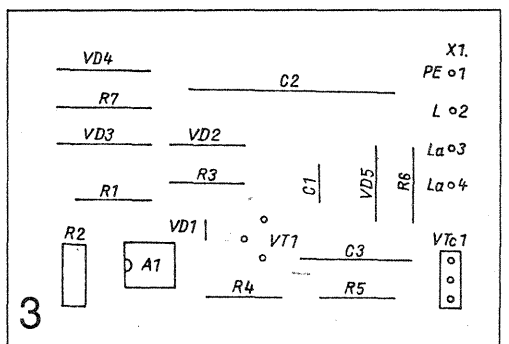 X1.
VD4
PE 1
C2
R7
L 2
VD3
VD2
La 3
R3
C1
VD5
R6
La 4
R1
VD1
VT1
VTc1
R2
A1
C3
R4
R5
3